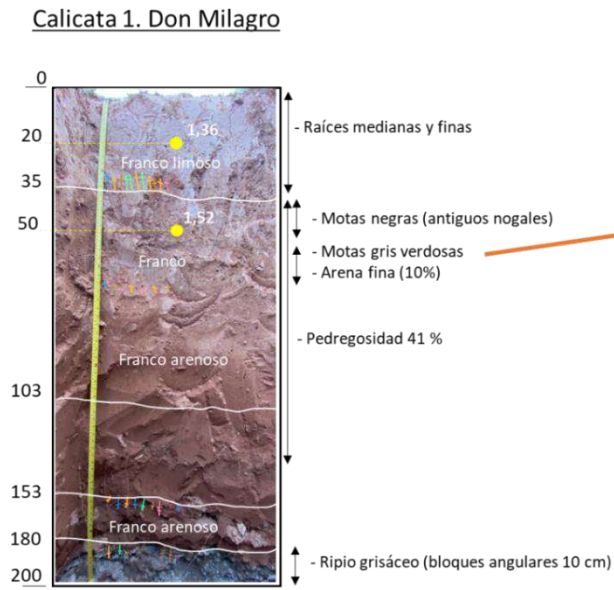 Calicata 1. Don Milagro
0
20
35
50
103
153
180
200
1,36
Franco limoso
1,52
Franco
Franco arenoso
Franco arenoso
- Raíces medianas y finas
- Motas negras (antiguos nogales)
- Motas gris verdosas
- Arena fina (10%)
- Pedregosidad 41 %
- Ripio grisáceo (bloques angulares 10 cm)